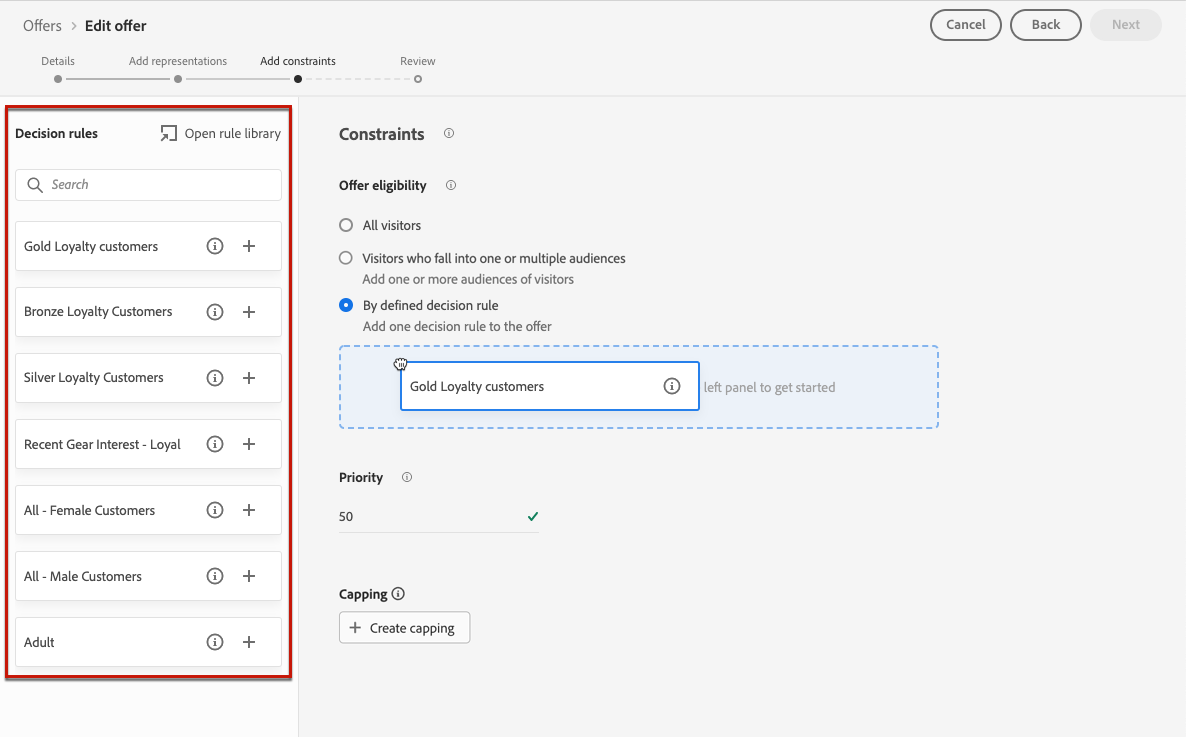 Offers > Edit offer
Cancel
Back
Next
Details
Add representations
Add constraints
Review
Decision rules
Open rule library
Search
Gold Loyalty customers
Bronze Loyalty Customers
Silver Loyalty Customers
Recent Gear Interest - Loyal
All - Female Customers
All - Male Customers
Adult
Constraints
Offer eligibility
All visitors
Visitors who fall into one or multiple audiences
Add one or more audiences of visitors
By defined decision rule
Add one decision rule to the offer
Gold Loyalty customers
left panel to get started
Priority
50
Capping
Create capping